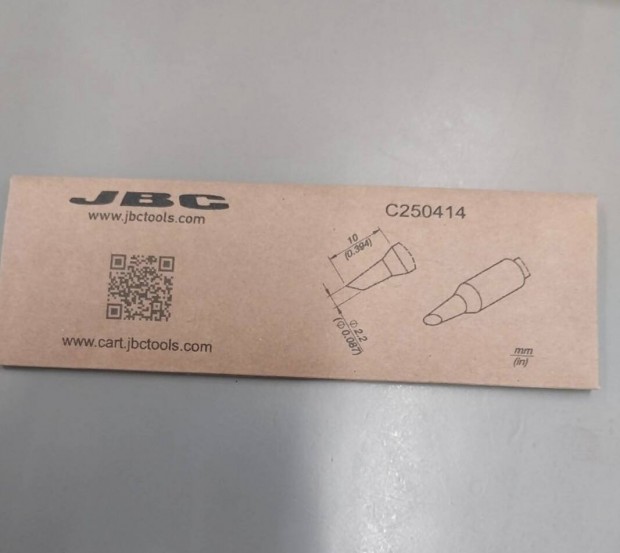 JBC
www.jbctools.com
C250414
10
(0.394)
∅ 2.2
(∅ 0.087)
www.cart.jbctools.com
mm
(in)